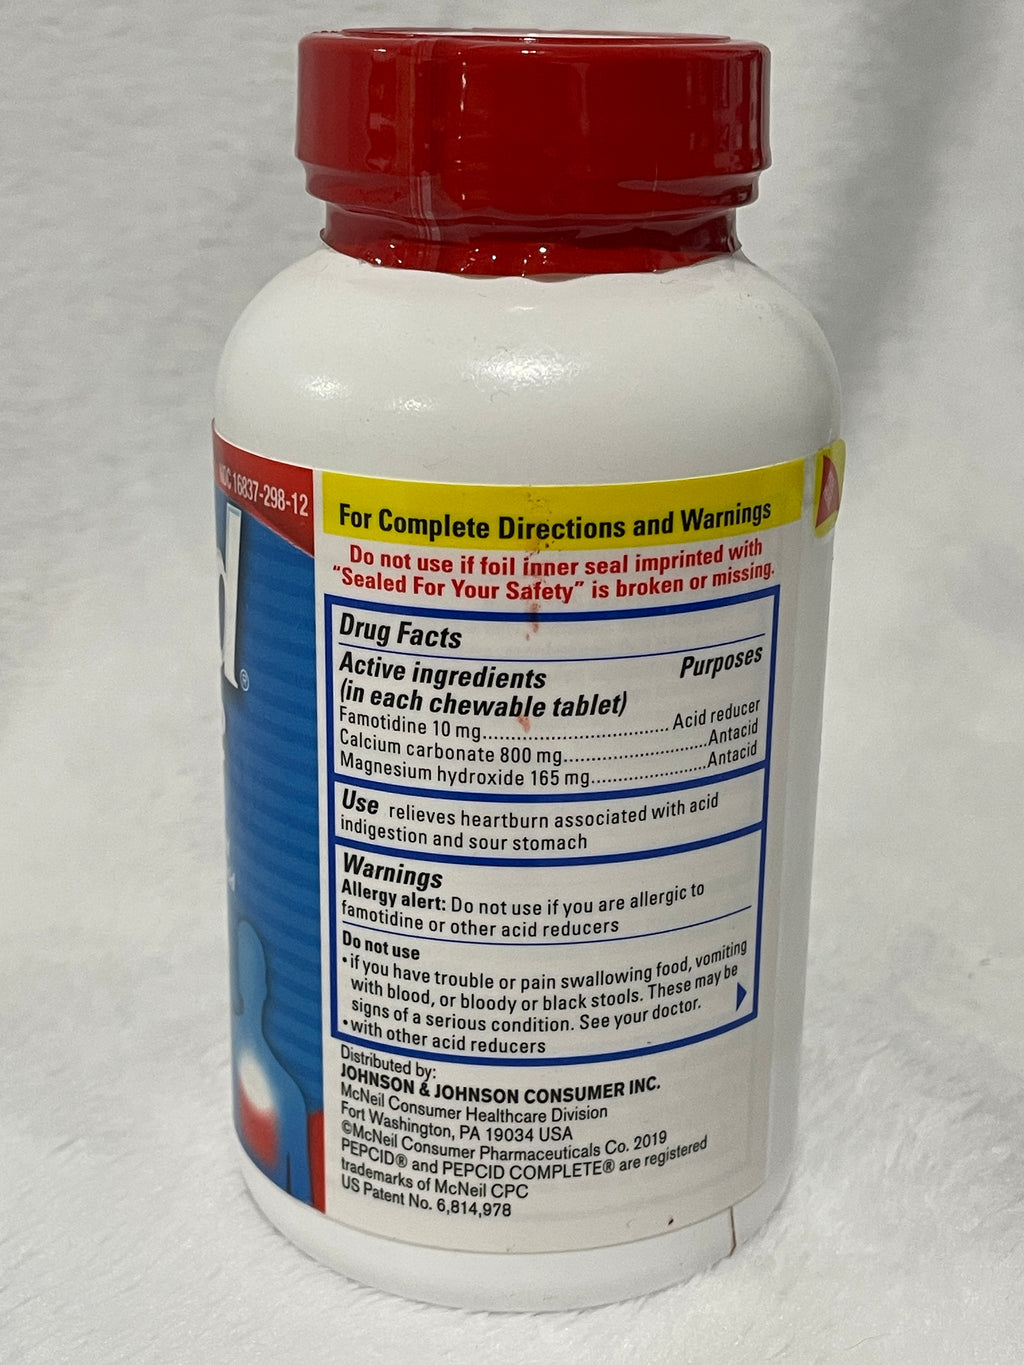 NDC 16837-298-12
d®
For Complete Directions and Warnings
Do not use if foil inner seal imprinted with
“Sealed For Your Safety” is broken or missing.
Drug Facts
Active ingredients
(in each chewable tablet) Purposes
Famotidine 10 mg................................... Acid reducer
Calcium carbonate 800 mg...........................Antacid
Magnesium hydroxide 165 mg......................Antacid
Use relieves heartburn associated with acid
indigestion and sour stomach
Warnings
Allergy alert: Do not use if you are allergic to
famotidine or other acid reducers
Do not use
• if you have trouble or pain swallowing food, vomiting
with blood, or bloody or black stools. These may be
signs of a serious condition. See your doctor.
• with other acid reducers
Distributed by:
JOHNSON & JOHNSON CONSUMER INC.
McNeil Consumer Healthcare Division
Fort Washington, PA 19034 USA
©McNeil Consumer Pharmaceuticals Co. 2019
PEPCID® and PEPCID COMPLETE® are registered
trademarks of McNeil CPC
US Patent No. 6,814,978